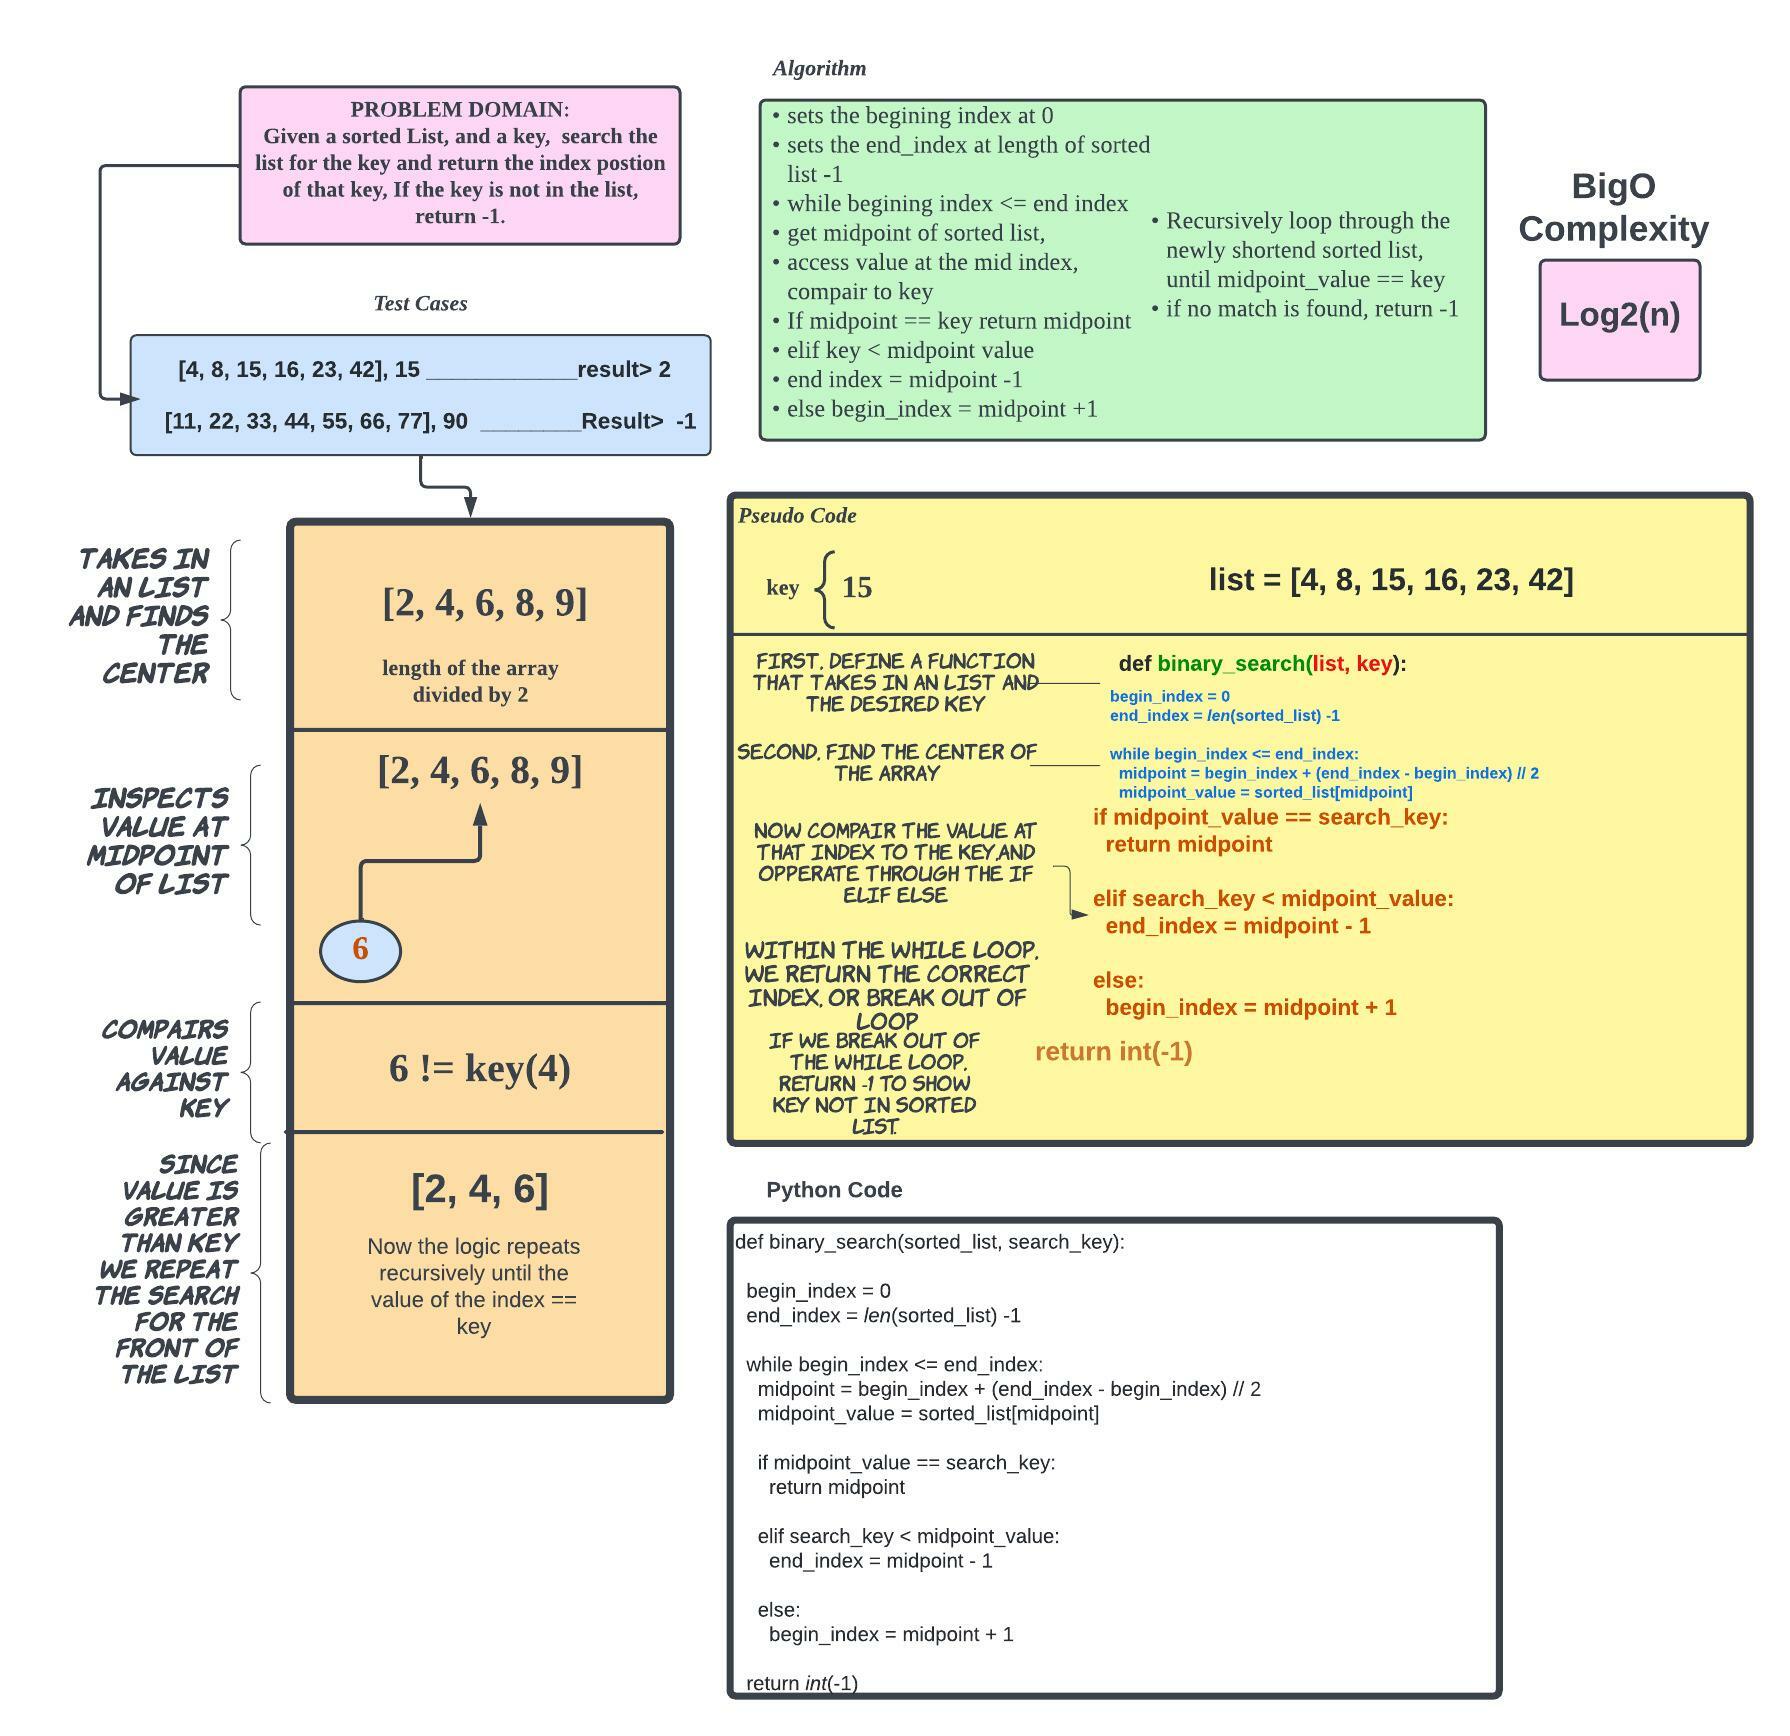 PROBLEM DOMAIN:
Given a sorted List, and a key, search the
list for the key and return the index postion
of that key, If the key is not in the list,
return -1.
Test Cases
[4, 8, 15, 16, 23, 42], 15 ____________result> 2
[11, 22, 33, 44, 55, 66, 77], 90 ________Result> -1
Algorithm
• sets the begining index at 0
• sets the end_index at length of sorted
list -1
• while begining index <= end index
• get midpoint of sorted list,
• access value at the mid index,
compair to key
• If midpoint == key return midpoint
• elif key < midpoint value
• end index = midpoint -1
• else begin_index = midpoint +1
• Recursively loop through the
newly shortend sorted list,
until midpoint_value == key
• if no match is found, return -1
BigO
Complexity
Log2(n)
TAKES IN
AN LIST
AND FINDS
THE
CENTER
[2, 4, 6, 8, 9]
length of the array
divided by 2
INSPECTS
VALUE AT
MIDPOINT
OF LIST
[2, 4, 6, 8, 9]
6
COMPAIRS
VALUE
AGAINST
KEY
6 != key(4)
SINCE
VALUE IS
GREATER
THAN KEY
WE REPEAT
THE SEARCH
FOR THE
FRONT OF
THE LIST
[2, 4, 6]
Now the logic repeats
recursively until the
value of the index ==
key
Pseudo Code
key
15
list = [4, 8, 15, 16, 23, 42]
FIRST, DEFINE A FUNCTION
THAT TAKES IN AN LIST AND
THE DESIRED KEY
def binary_search(list, key):
begin_index = 0
end_index = len(sorted_list) -1
SECOND, FIND THE CENTER OF
THE ARRAY
while begin_index <= end_index:
midpoint = begin_index + (end_index - begin_index) // 2
midpoint_value = sorted_list[midpoint]
NOW COMPAIR THE VALUE AT
THAT INDEX TO THE KEY,AND
OPPERATE THROUGH THE IF
ELIF ELSE
if midpoint_value == search_key:
return midpoint
elif search_key < midpoint_value:
end_index = midpoint - 1
else:
begin_index = midpoint + 1
WITHIN THE WHILE LOOP,
WE RETURN THE CORRECT
INDEX, OR BREAK OUT OF
LOOP
IF WE BREAK OUT OF
THE WHILE LOOP,
RETURN -1 TO SHOW
KEY NOT IN SORTED
LIST.
return int(-1)
Python Code
def binary_search(sorted_list, search_key):
begin_index = 0
end_index = len(sorted_list) -1
while begin_index <= end_index:
midpoint = begin_index + (end_index - begin_index) // 2
midpoint_value = sorted_list[midpoint]
if midpoint_value == search_key:
return midpoint
elif search_key < midpoint_value:
end_index = midpoint - 1
else:
begin_index = midpoint + 1
return int(-1)